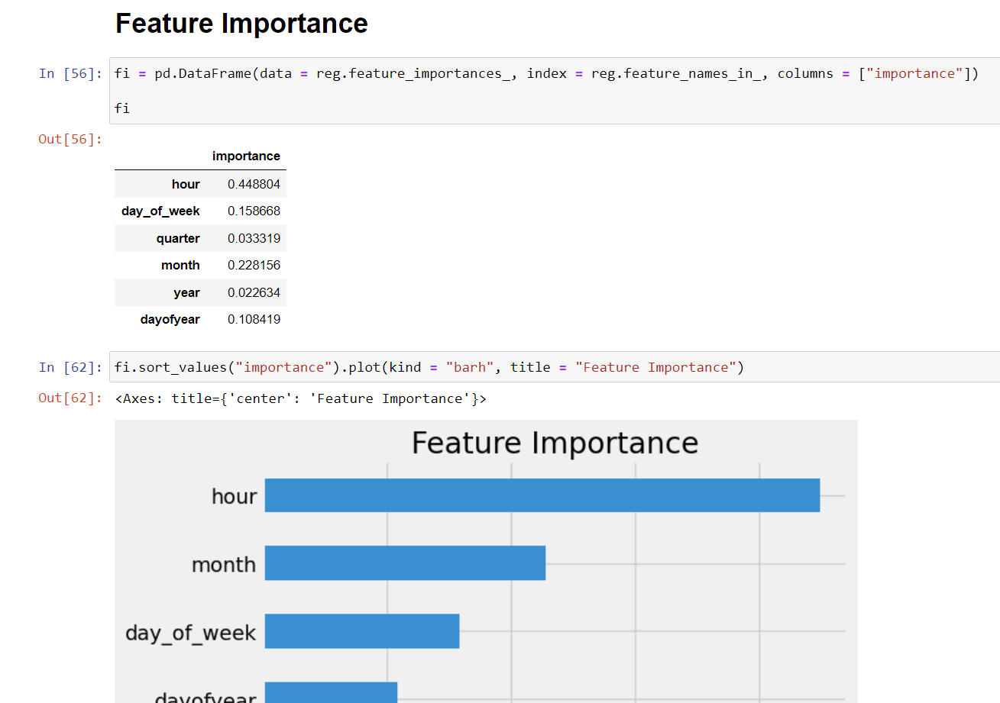 Feature Importance
In [56]: fi = pd.DataFrame(data = reg.feature_importances_, index = reg.feature_names_in_, columns = ["importance"])
fi
Out[56]:
importance
hour 0.448804
day_of_week 0.158668
quarter 0.033319
month 0.228156
year 0.022634
dayofyear 0.108419
In [62]: fi.sort_values("importance").plot(kind = "barh", title = "Feature Importance")
Out[62]: <Axes: title={'center': 'Feature Importance'}>
Feature Importance
hour
month
day_of_week
dayofyear